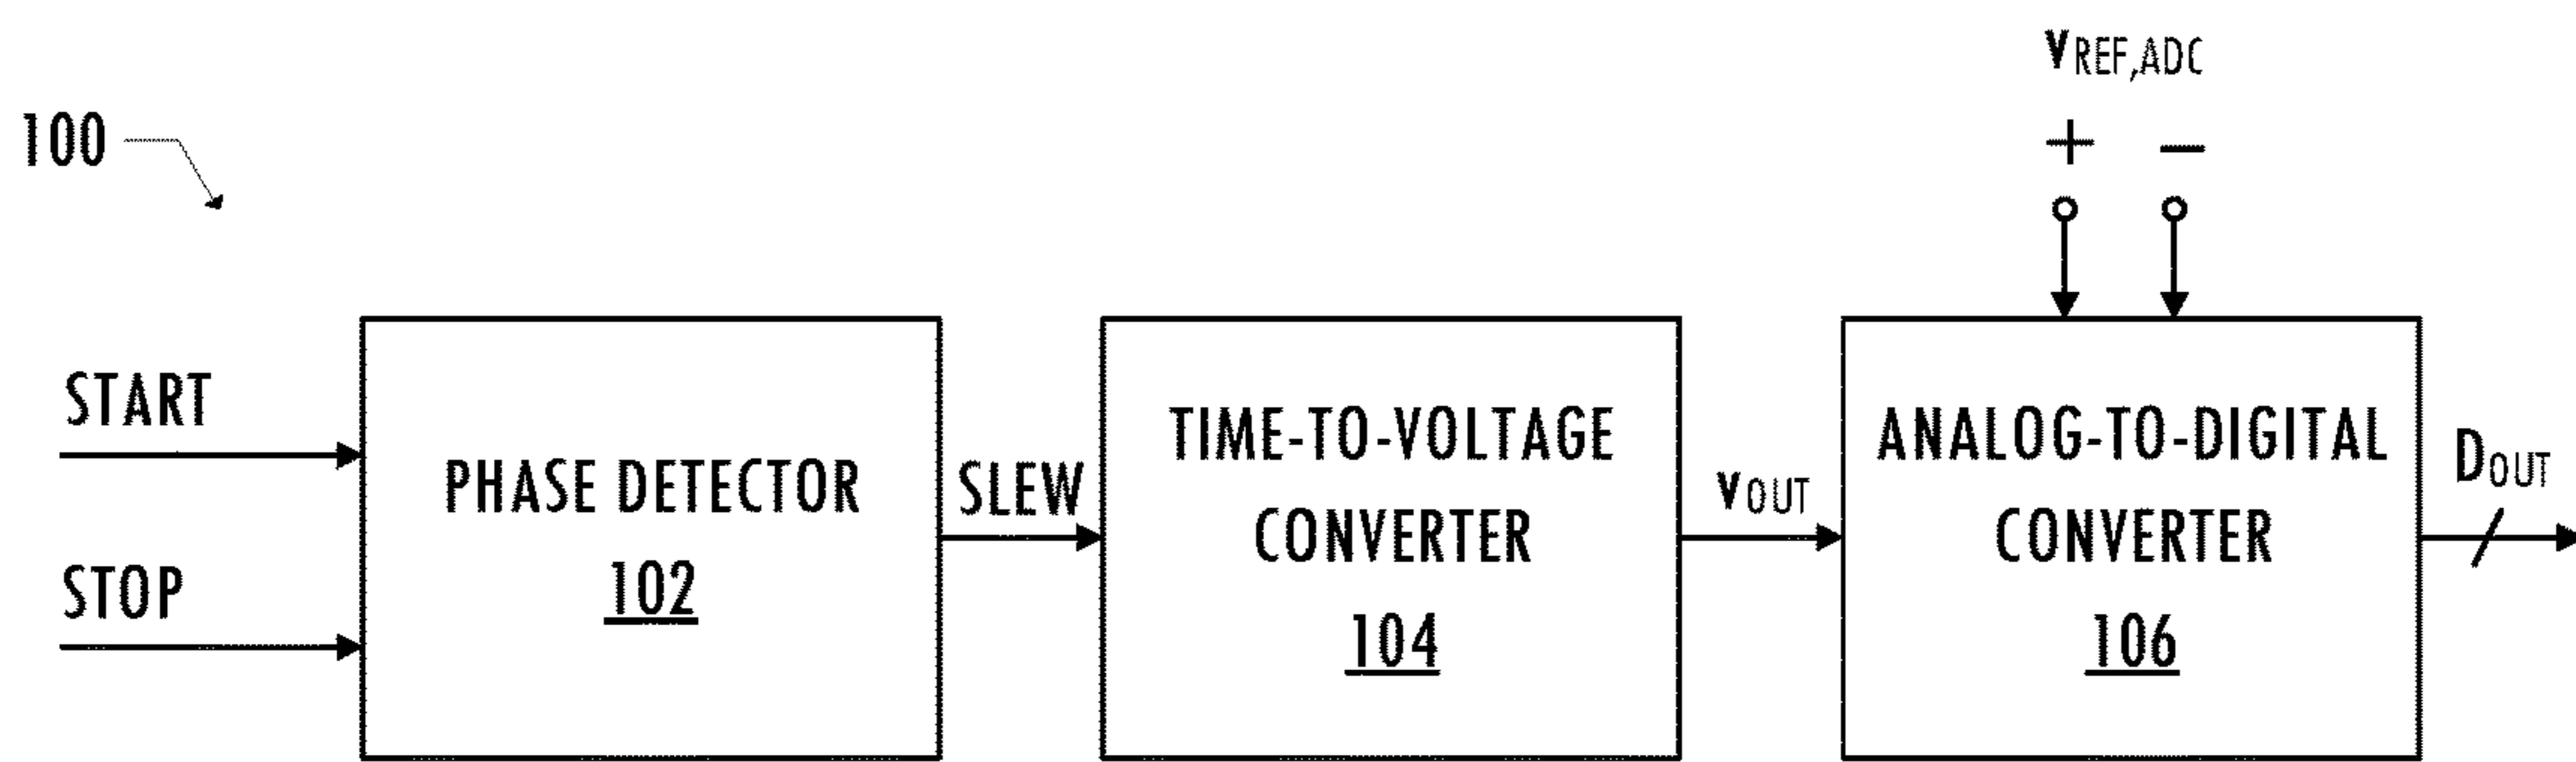 100
START
STOP
PHASE DETECTOR
102
SLEW
TIME-TO-VOLTAGE
CONVERTER
104
vOUT
vREF,ADC
+ −
ANALOG-TO-DIGITAL
CONVERTER
106
DOUT